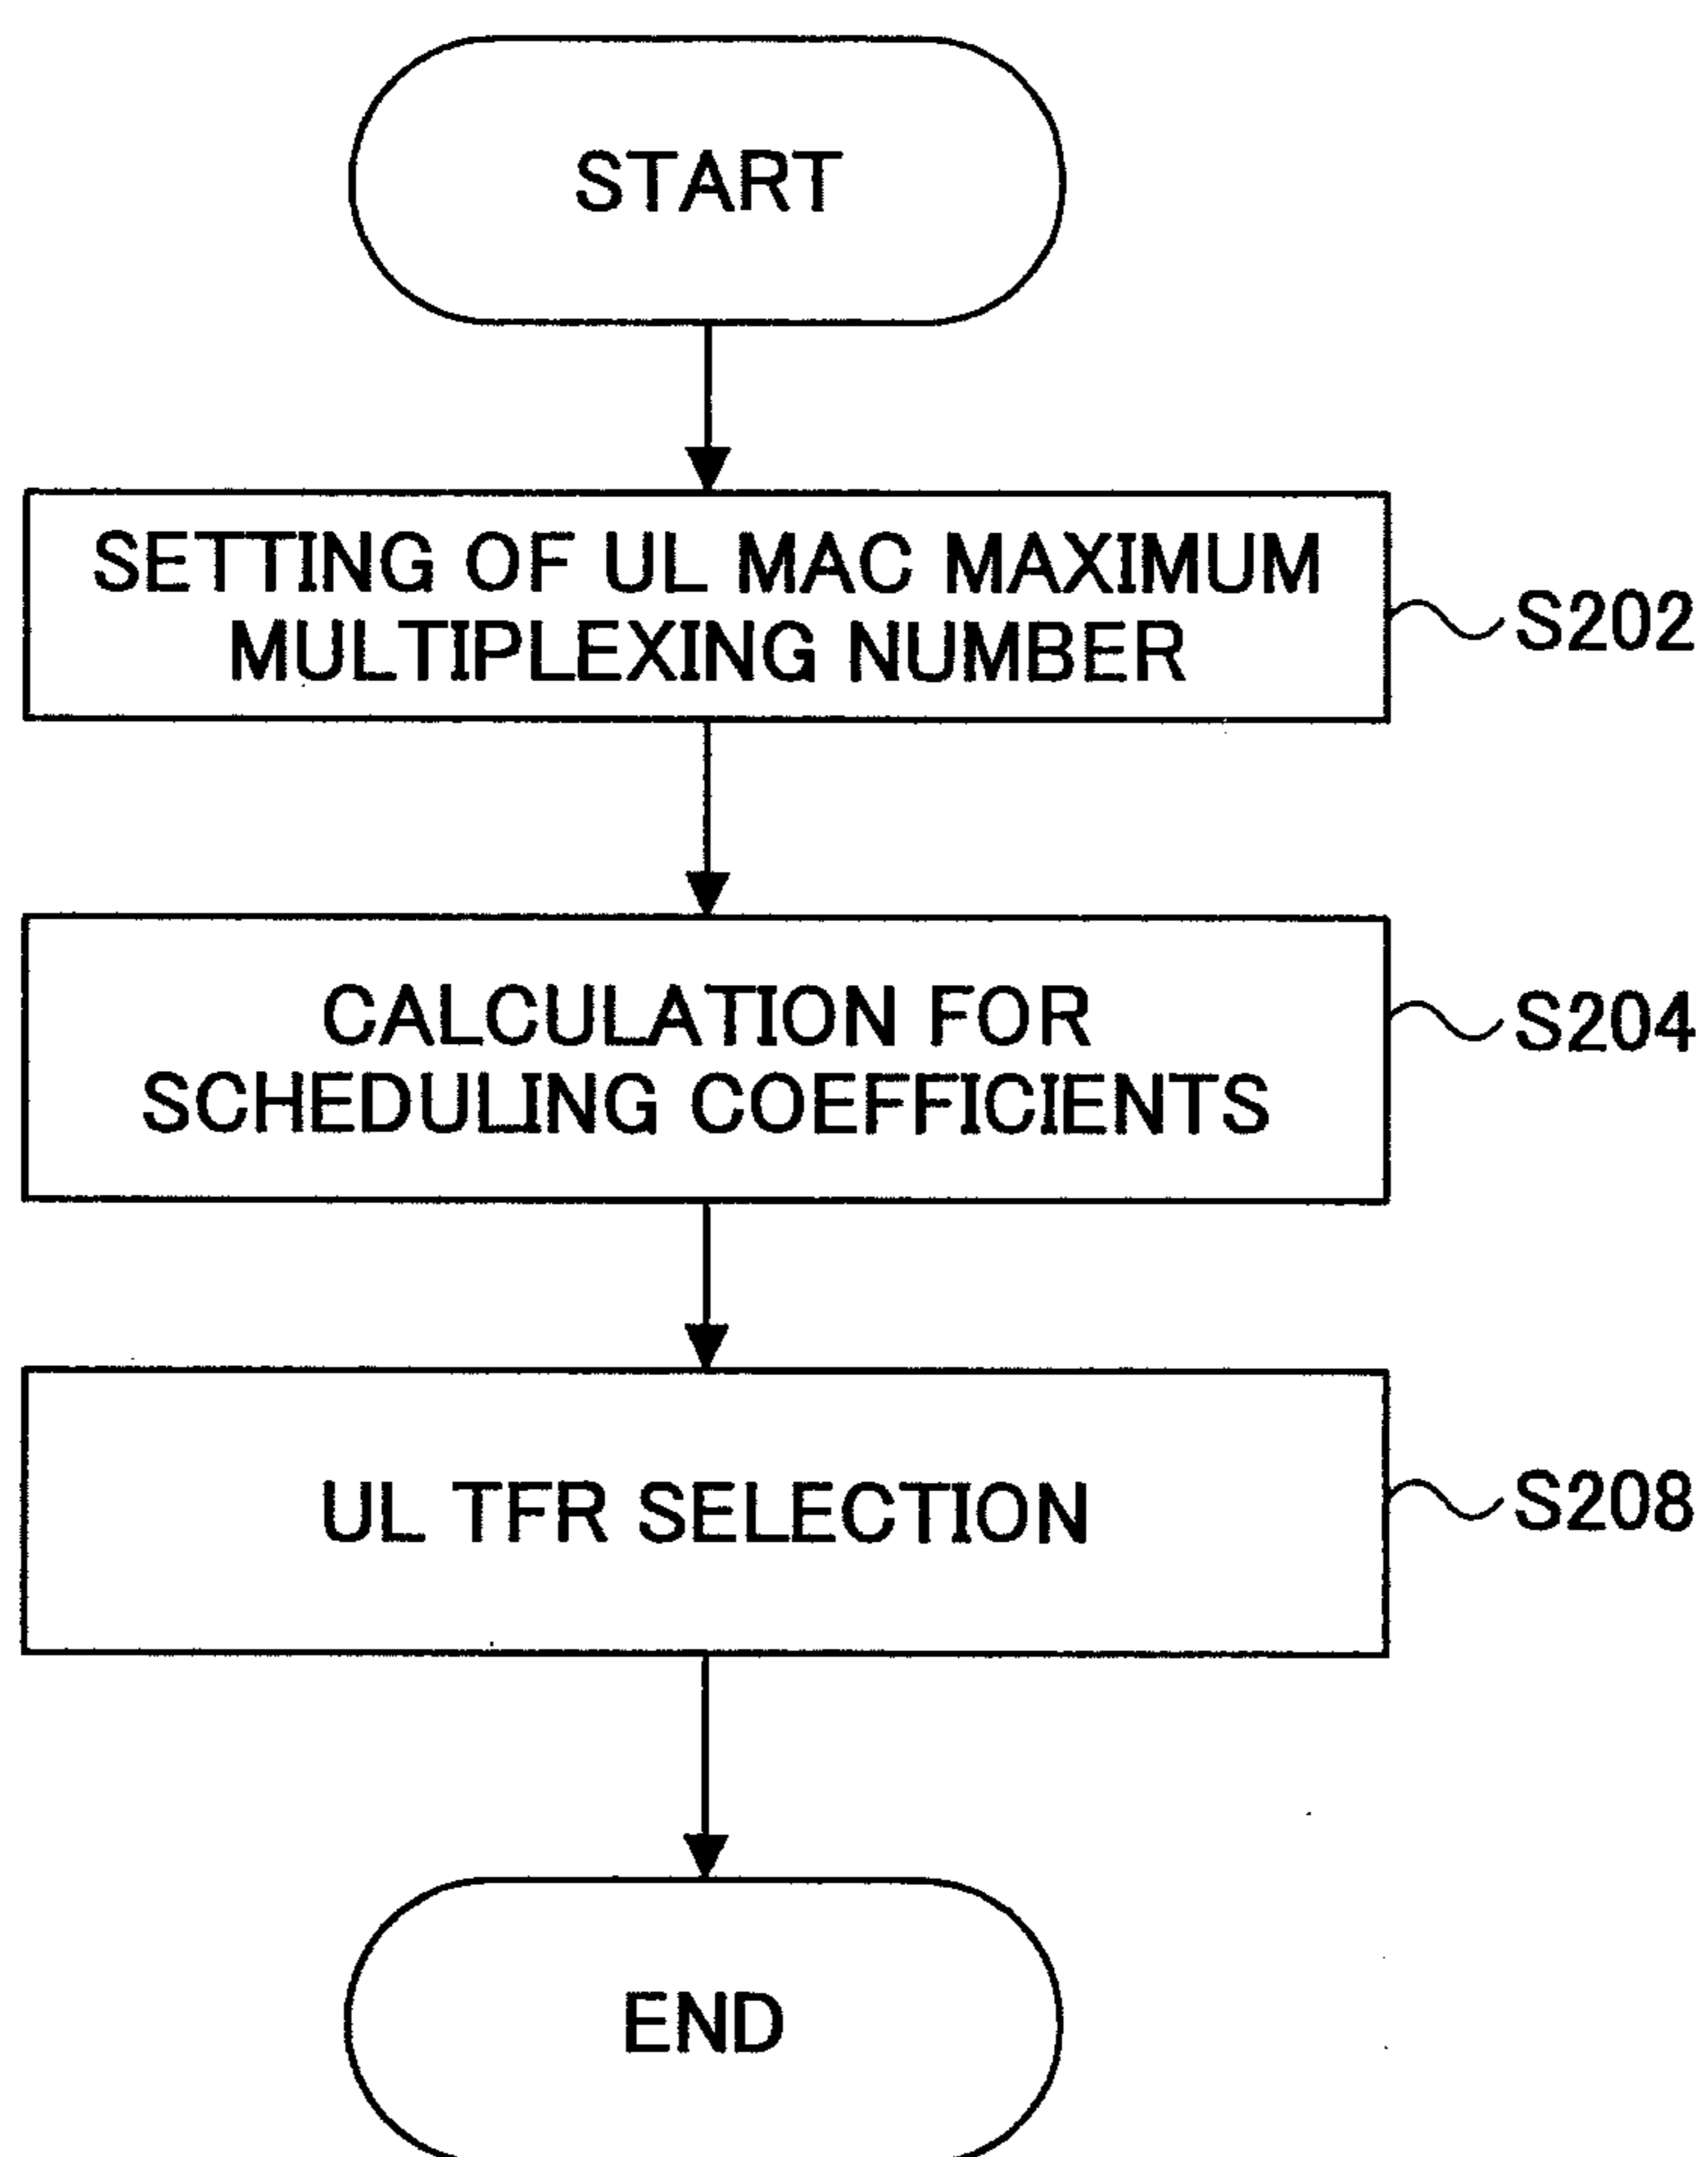 START
SETTING OF UL MAC MAXIMUM
MULTIPLEXING NUMBER
S202
CALCULATION FOR
SCHEDULING COEFFICIENTS
S204
UL TFR SELECTION
S208
END